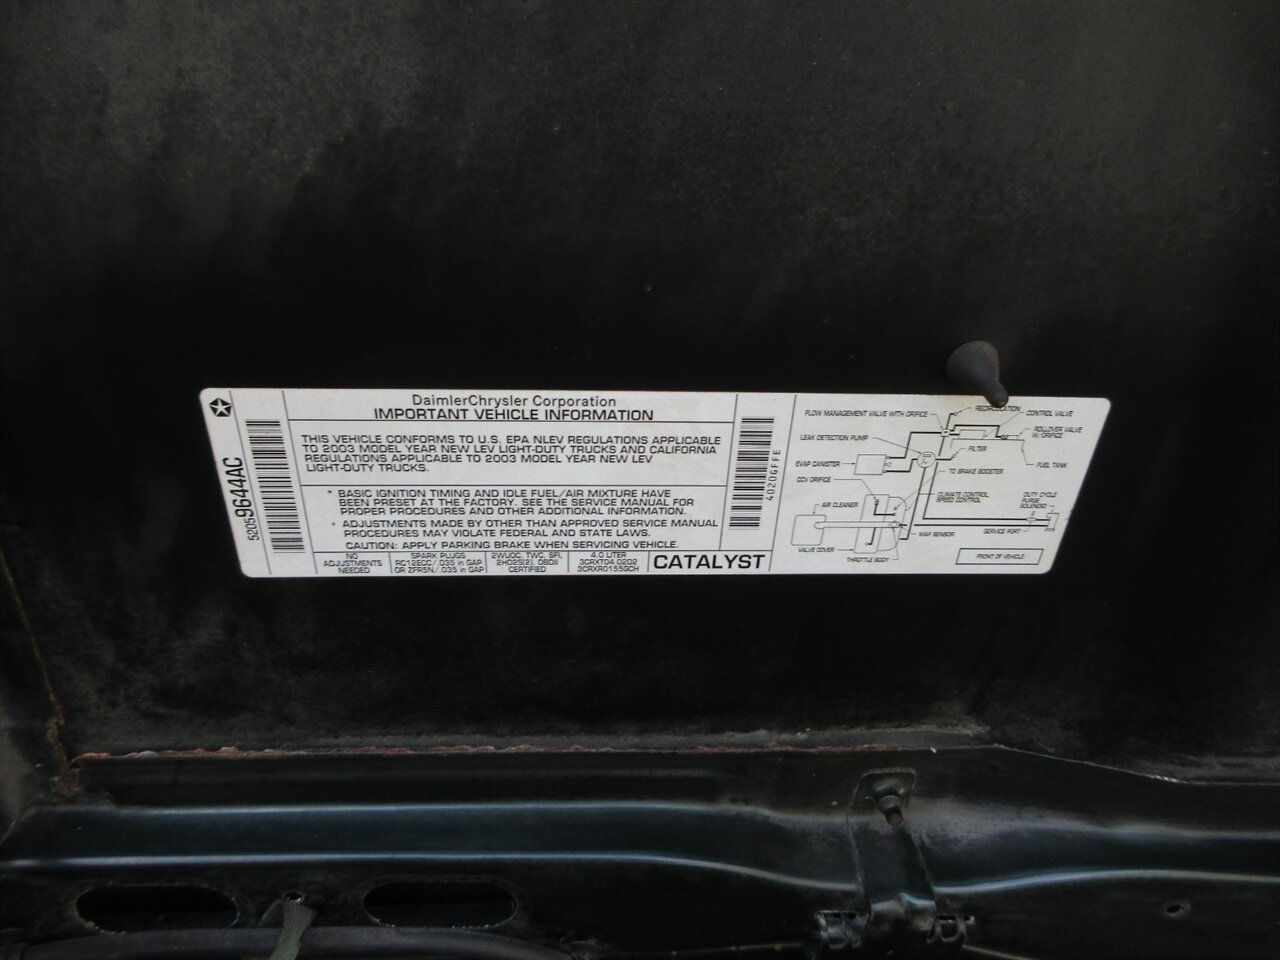 52059644AC
DaimlerChrysler Corporation
IMPORTANT VEHICLE INFORMATION
THIS VEHICLE CONFORMS TO U.S. EPA NLEV REGULATIONS APPLICABLE
TO 2003 MODEL YEAR NEW LEV LIGHT-DUTY TRUCKS AND CALIFORNIA
REGULATIONS APPLICABLE TO 2003 MODEL YEAR NEW LEV
LIGHT-DUTY TRUCKS.
* BASIC IGNITION TIMING AND IDLE FUEL/AIR MIXTURE HAVE
BEEN PRESET AT THE FACTORY. SEE THE SERVICE MANUAL FOR
PROPER PROCEDURES AND OTHER ADDITIONAL INFORMATION.
* ADJUSTMENTS MADE BY OTHER THAN APPROVED SERVICE MANUAL
PROCEDURES MAY VIOLATE FEDERAL AND STATE LAWS.
CAUTION: APPLY PARKING BRAKE WHEN SERVICING VEHICLE.
NO
ADJUSTMENTS
NEEDED
SPARK PLUGS
RC12ECC/.035 in GAP
OR ZFR5N/.035 in GAP
2WUOC, TWC, SFI,
2HO2S(2), OBDII
CERTIFIED
4.0 LITER
3CRXT04.02D2
3CRXR0155GCH
CATALYST
4020GFFE
RECIRCULATION
FLOW MANAGEMENT VALVE WITH ORIFICE
CONTROL VALVE
LEAK DETECTION PUMP
ROLLOVER VALVE
W/ORIFICE
FILTER
EVAP CANISTER
FUEL TANK
TO BRAKE BOOSTER
CCV ORIFICE
CLIMATE CONTROL
SPEED CONTROL
DUTY CYCLE
PURGE
SOLENOID
AIR CLEANER
SERVICE PORT
MAP SENSOR
VALVE COVER
THROTTLE BODY
FRONT OF VEHICLE